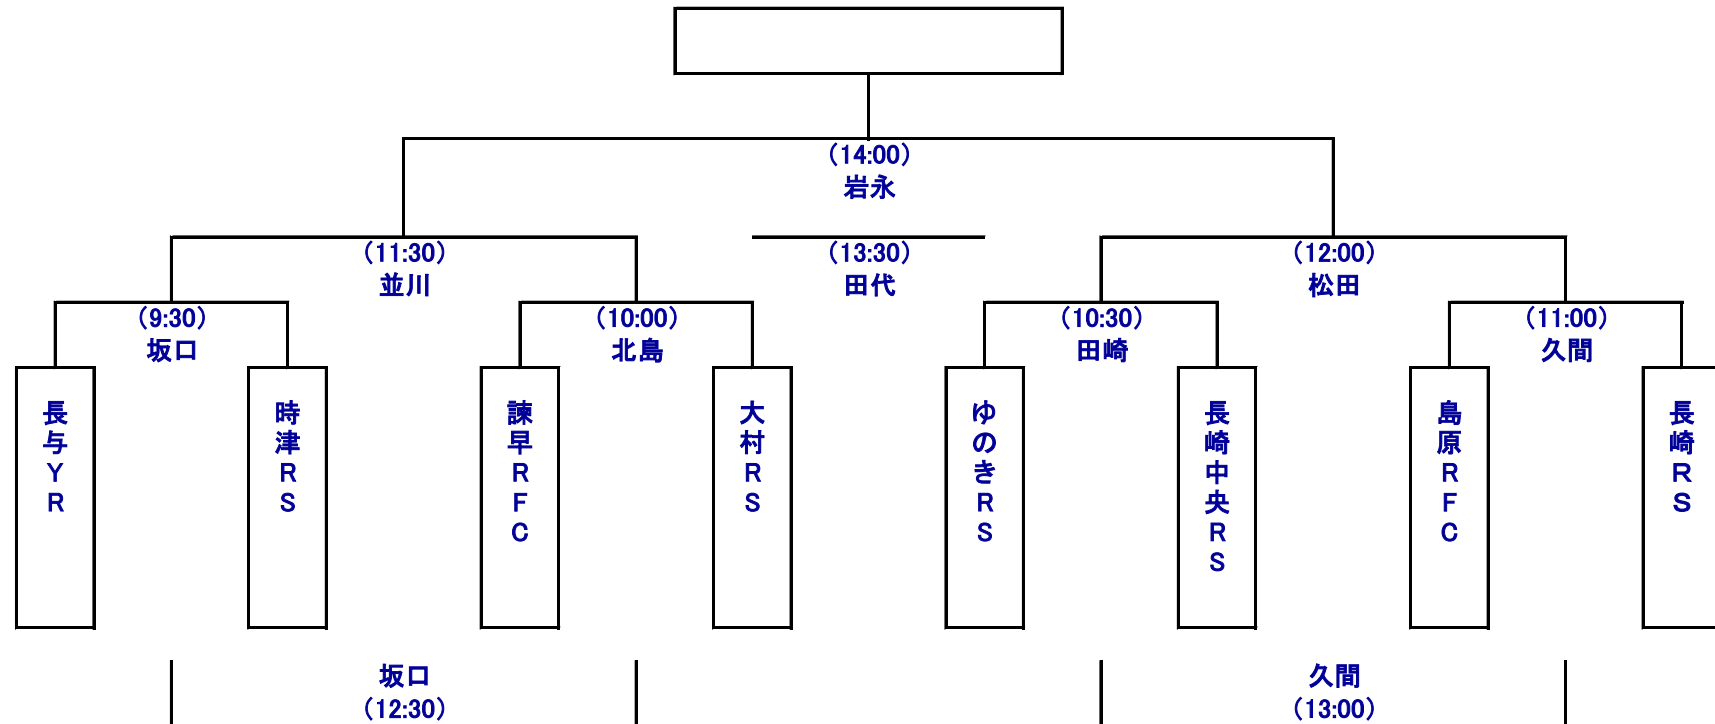 （14:00）
岩永
（11:30）
並川
（13:30）
田代
（12:00）
松田
（9:30）
坂口
（10:00）
北島
（10:30）
田崎
（11:00）
久間
長与ＹＲ
時津ＲＳ
諫早ＲＦＣ
大村ＲＳ
ゆのきＲＳ
長崎中央ＲＳ
島原ＲＦＣ
長崎ＲＳ
坂口
（12:30）
久間
（13:00）